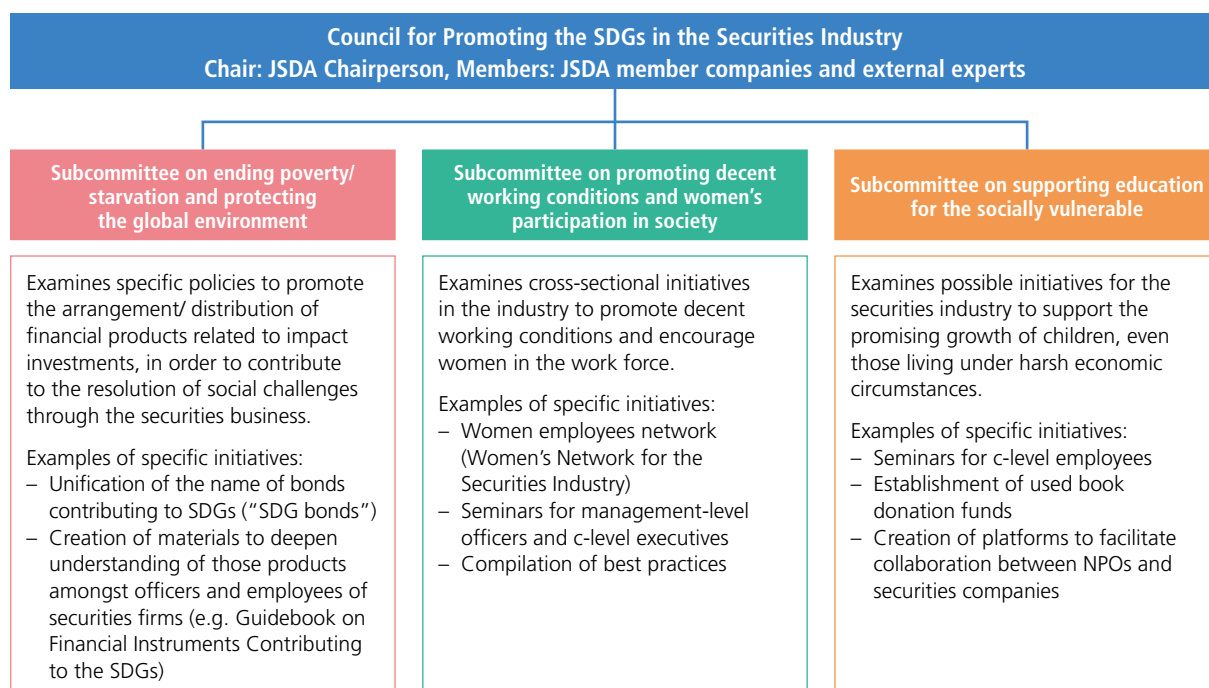 Council for Promoting the SDGs in the Securities Industry
Chair: JSDA Chairperson, Members: JSDA member companies and external experts
Subcommittee on ending poverty/
starvation and protecting
the global environment
Examines specific policies to promote
the arrangement/ distribution of
financial products related to impact
investments, in order to contribute
to the resolution of social challenges
through the securities business.
Examples of specific initiatives:
– Unification of the name of bonds
contributing to SDGs (“SDG bonds”)
– Creation of materials to deepen
understanding of those products
amongst officers and employees of
securities firms (e.g. Guidebook on
Financial Instruments Contributing
to the SDGs)
Subcommittee on promoting decent
working conditions and women’s
participation in society
Examines cross-sectional initiatives
in the industry to promote decent
working conditions and encourage
women in the work force.
Examples of specific initiatives:
– Women employees network
(Women’s Network for the
Securities Industry)
– Seminars for management-level
officers and c-level executives
– Compilation of best practices
Subcommittee on supporting education
for the socially vulnerable
Examines possible initiatives for the
securities industry to support the
promising growth of children, even
those living under harsh economic
circumstances.
Examples of specific initiatives:
– Seminars for c-level employees
– Establishment of used book
donation funds
– Creation of platforms to facilitate
collaboration between NPOs and
securities companies